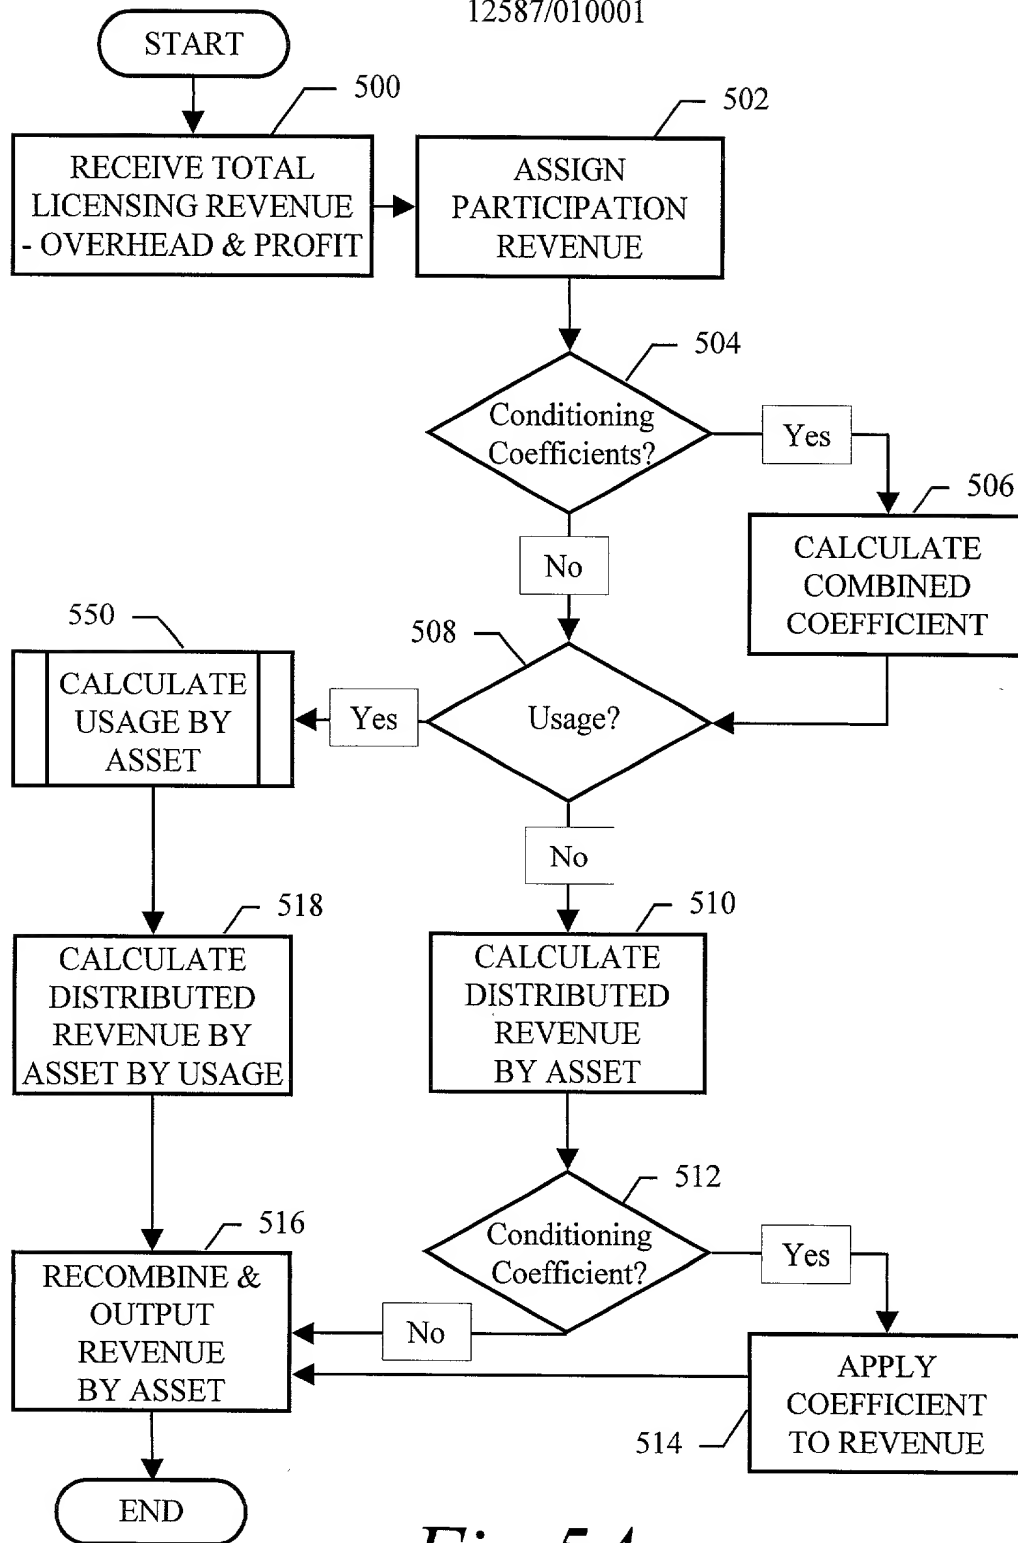 12587/010001
START
500
502
RECEIVE TOTAL
LICENSING REVENUE
- OVERHEAD & PROFIT
ASSIGN
PARTICIPATION
REVENUE
504
Conditioning
Coefficients?
Yes
506
No
CALCULATE
COMBINED
COEFFICIENT
550
508
CALCULATE
USAGE BY
ASSET
Yes
Usage?
No
518
510
CALCULATE
DISTRIBUTED
REVENUE BY
ASSET BY USAGE
CALCULATE
DISTRIBUTED
REVENUE
BY ASSET
512
516
Conditioning
Coefficient?
Yes
RECOMBINE &
OUTPUT
REVENUE
BY ASSET
No
APPLY
COEFFICIENT
TO REVENUE
514
END
Fig 5A